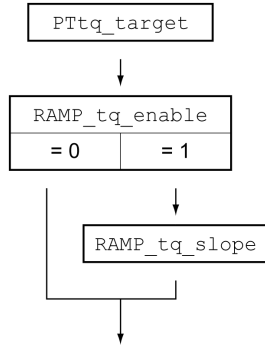 PTtq_target
RAMP_tq_enable
= 0 = 1
RAMP_tq_slope